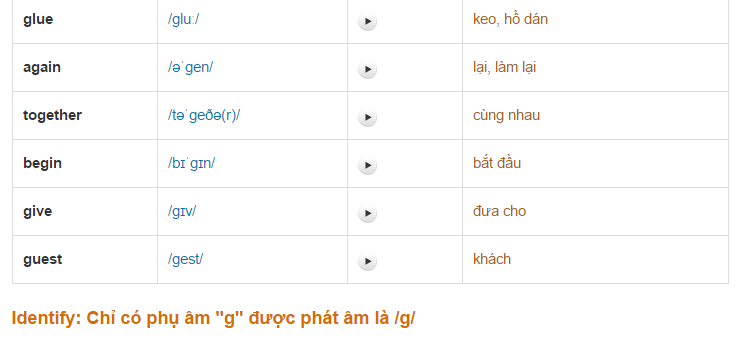 glue /gluː/ keo, hồ dán
again /əˈgen/ lại, làm lại
together /təˈgeðə(r)/ cùng nhau
begin /bɪˈgɪn/ bắt đầu
give /gɪv/ đưa cho
guest /gest/ khách
Identify: Chỉ có phụ âm "g" được phát âm là /g/